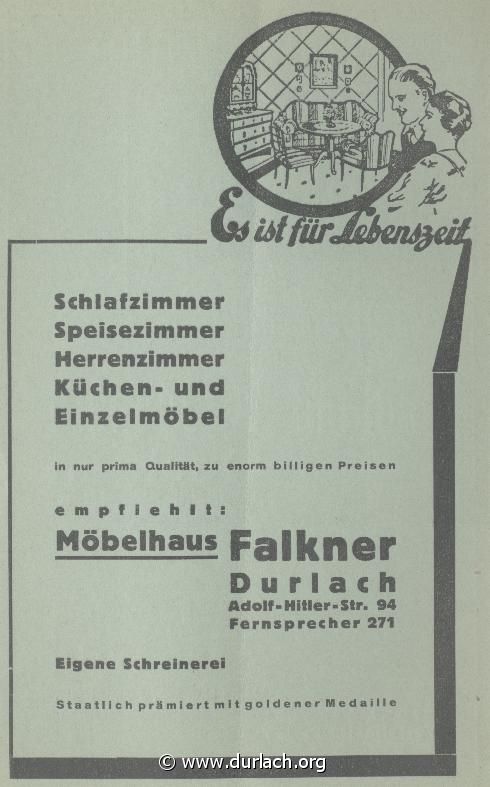 Es ist für Lebenszeit
Schlafzimmer
Speisezimmer
Herrenzimmer
Küchen- und
Einzelmöbel
in nur prima Qualität, zu enorm billigen Preisen
empfiehlt:
Möbelhaus Falkner
Durlach
Adolf-Hitler-Str. 94
Fernsprecher 271
Eigene Schreinerei
Staatlich prämiert mit goldener Medaille
© www.durlach.org